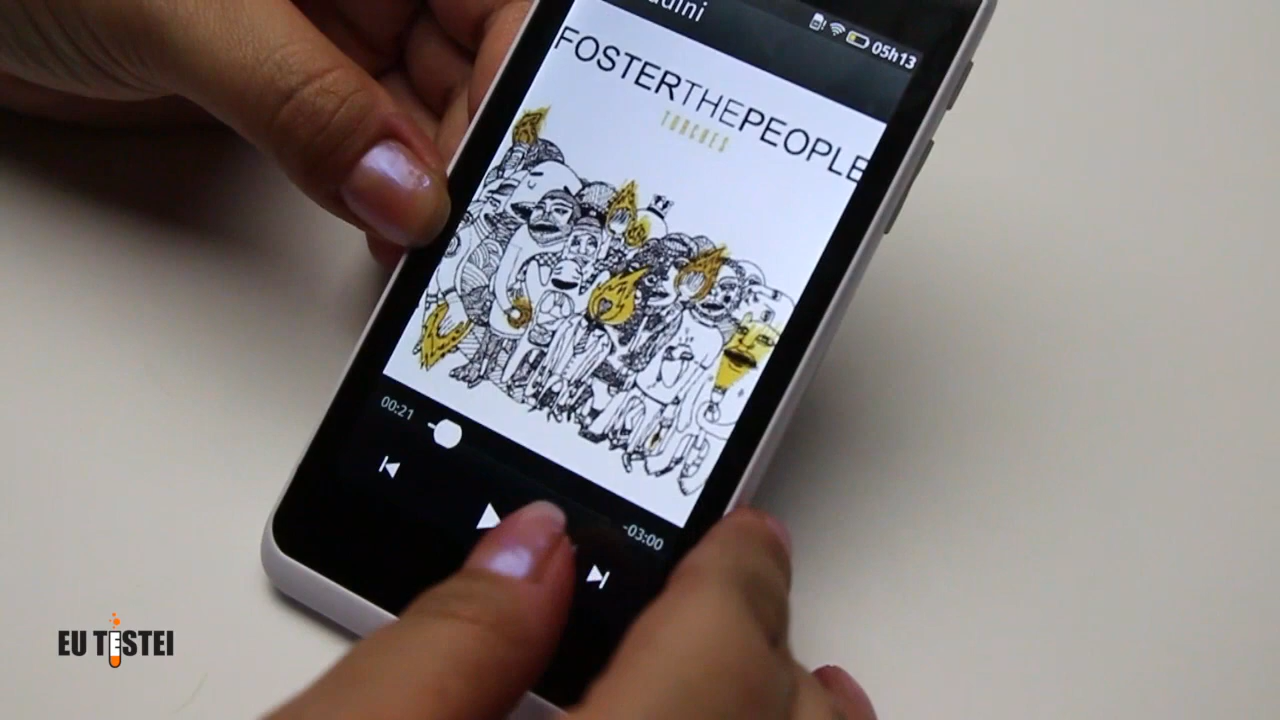 05h13
FOSTERTHEPEOPLE
TORCHES
00:21
-03:00
EU TESTEI